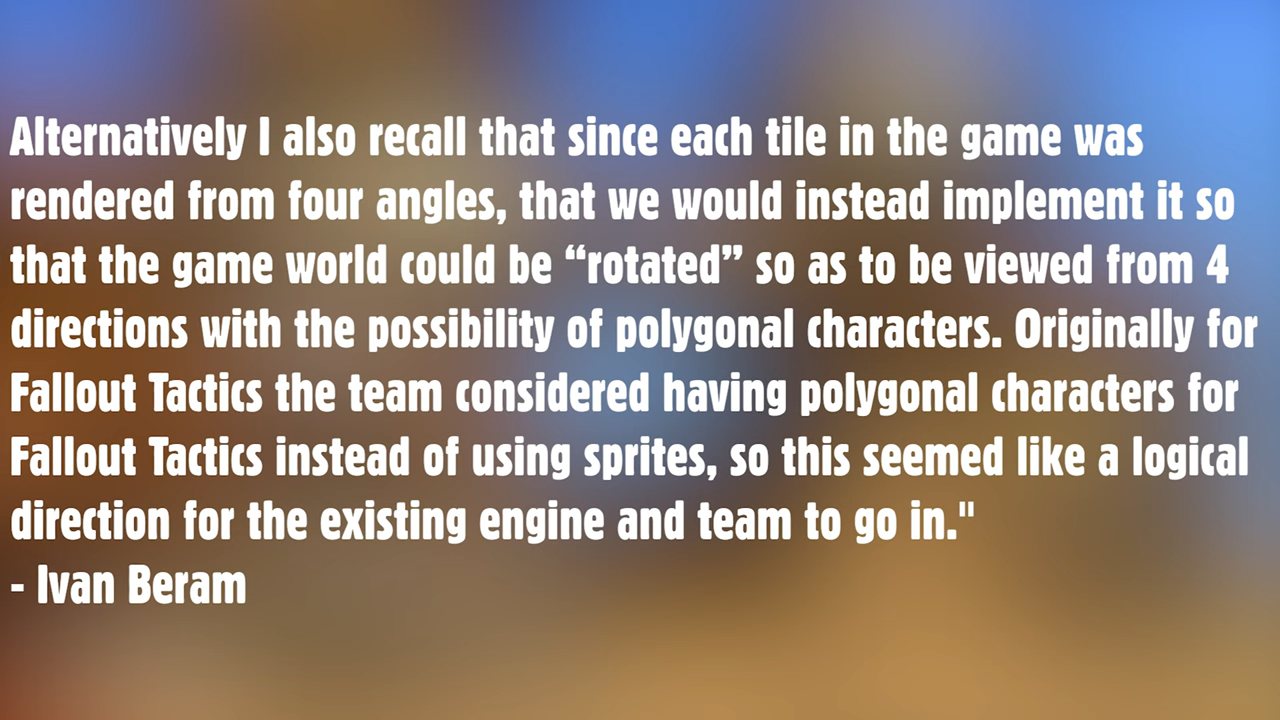 Alternatively I also recall that since each tile in the game was
rendered from four angles, that we would instead implement it so
that the game world could be “rotated” so as to be viewed from 4
directions with the possibility of polygonal characters. Originally for
Fallout Tactics the team considered having polygonal characters for
Fallout Tactics instead of using sprites, so this seemed like a logical
direction for the existing engine and team to go in."
- Ivan Beram